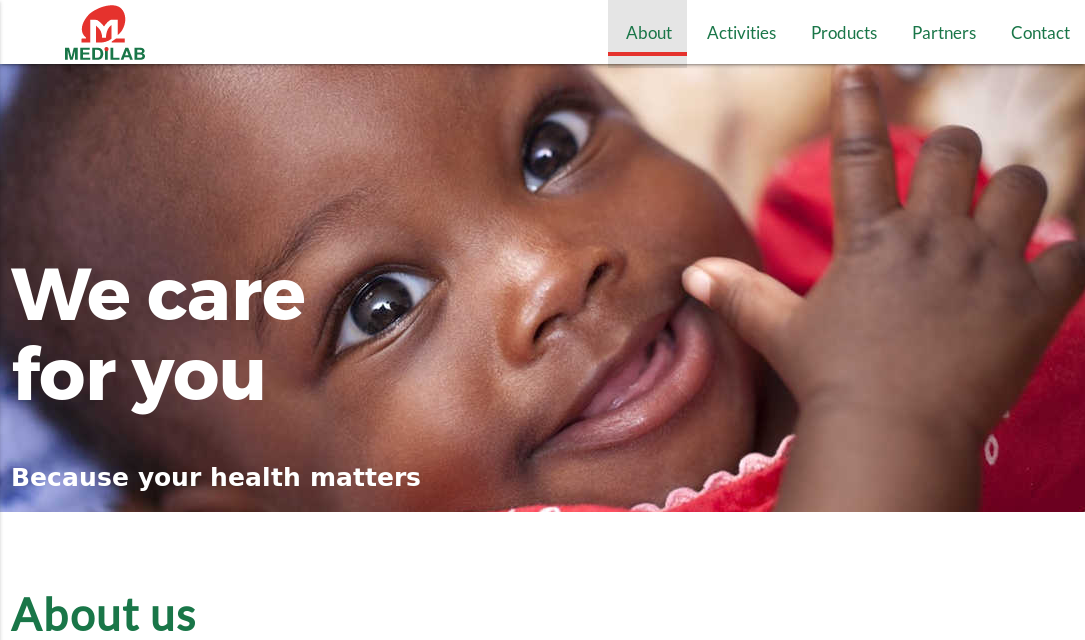 MEDILAB
About
Activities
Products
Partners
Contact
We care
for you
Because your health matters
About us